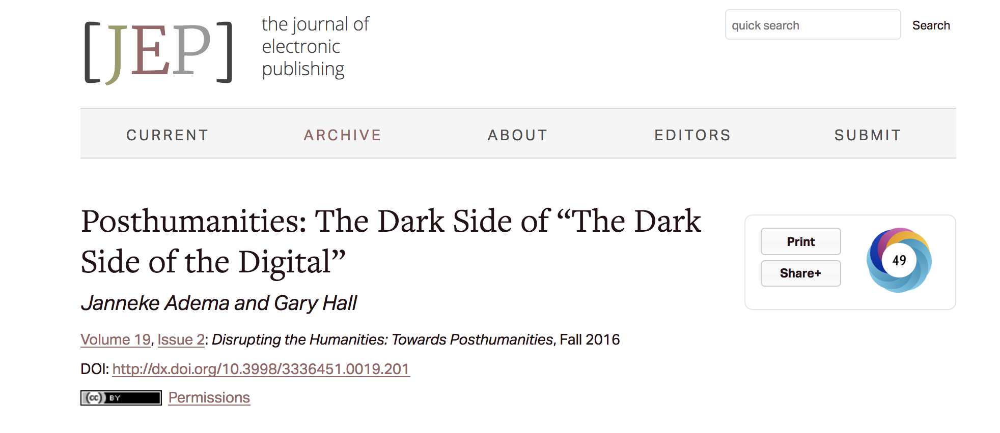 [JEP]
the journal of
electronic
publishing
quick search
Search
CURRENT
ARCHIVE
ABOUT
EDITORS
SUBMIT
Posthumanities: The Dark Side of “The Dark
Side of the Digital”
Janneke Adema and Gary Hall
Volume 19, Issue 2: Disrupting the Humanities: Towards Posthumanities, Fall 2016
DOI: http://dx.doi.org/10.3998/3336451.0019.201
(cc) BY
Permissions
Print
Share+
49